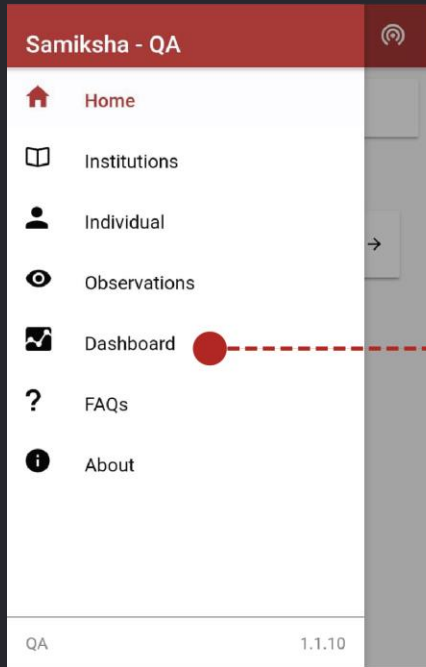 Samiksha - QA
Home
Institutions
Individual
Observations
Dashboard
? FAQs
About
QA 1.1.10